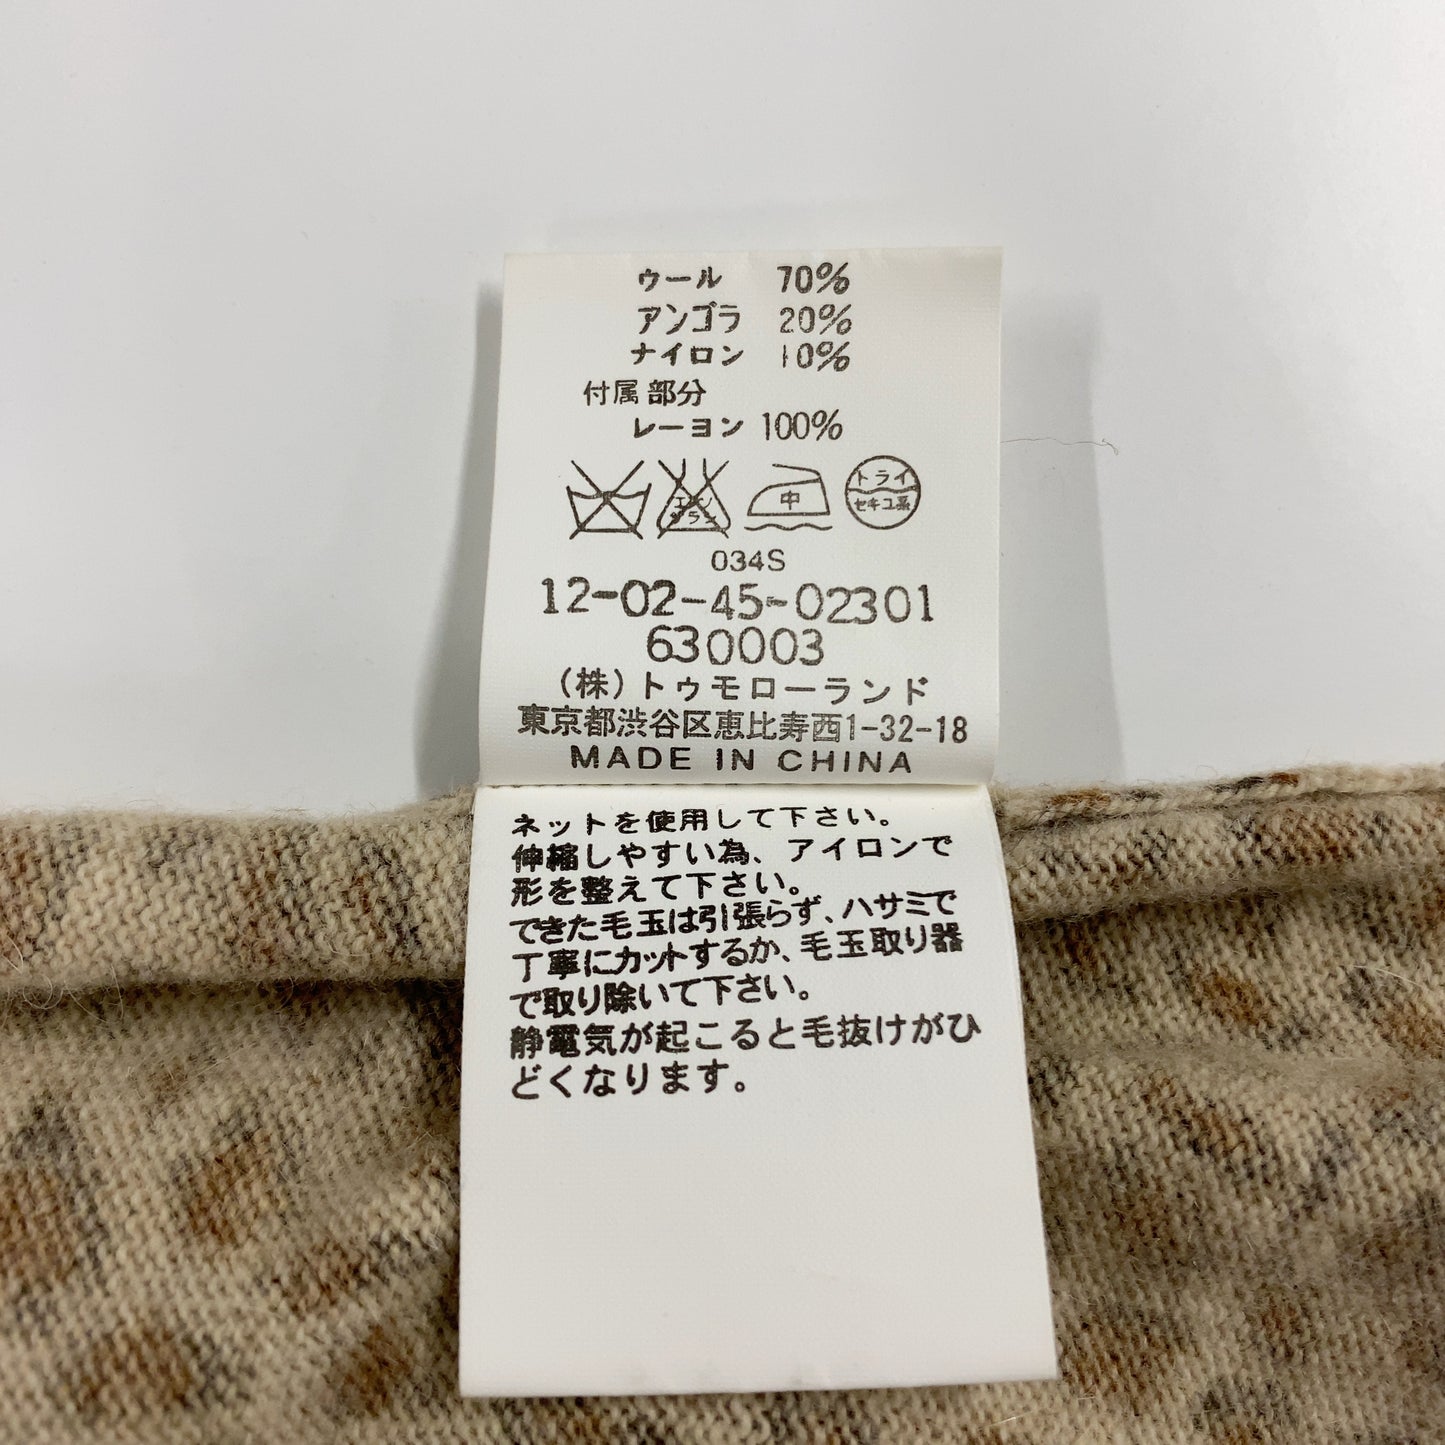 ウール 70%
アンゴラ 20%
ナイロン 10%
付属部分
レーヨン 100%
エンソ サラシ 中 トライ セキユ系
034S
12-02-45-02301
630003
(株)トゥモローランド
東京都渋谷区恵比寿西1-32-18
MADE IN CHINA
ネットを使用して下さい。
伸縮しやすい為、アイロンで
形を整えて下さい。
できた毛玉は引張らず、ハサミで
丁寧にカットするか、毛玉取り器
で取り除いて下さい。
静電気が起こると毛抜けがひ
どくなります。